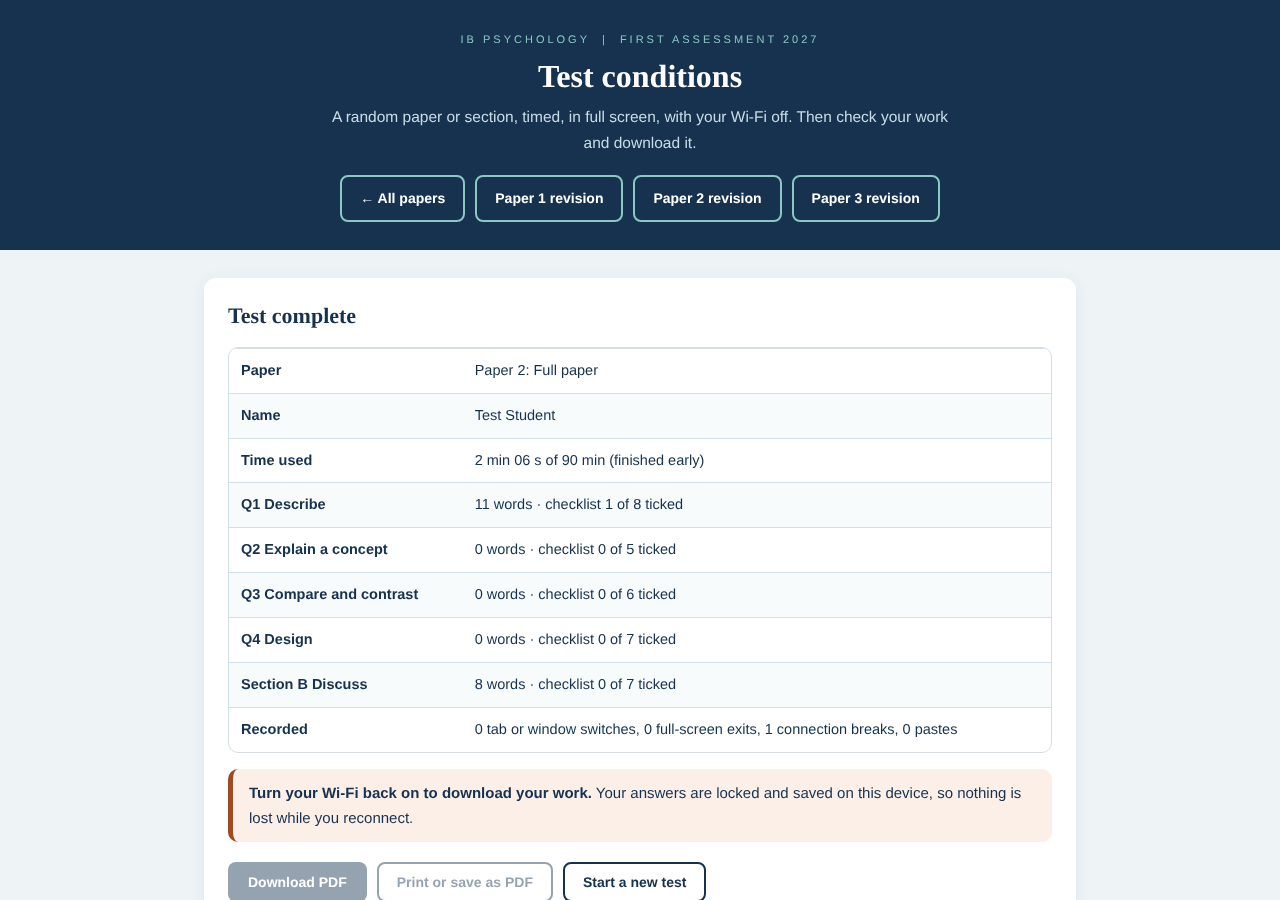 IB PSYCHOLOGY | FIRST ASSESSMENT 2027
Test conditions
A random paper or section, timed, in full screen, with your Wi-Fi off. Then check your work
and download it.
← All papers
Paper 1 revision
Paper 2 revision
Paper 3 revision
Test complete
Paper Paper 2: Full paper
Name Test Student
Time used 2 min 06 s of 90 min (finished early)
Q1 Describe 11 words · checklist 1 of 8 ticked
Q2 Explain a concept 0 words · checklist 0 of 5 ticked
Q3 Compare and contrast 0 words · checklist 0 of 6 ticked
Q4 Design 0 words · checklist 0 of 7 ticked
Section B Discuss 8 words · checklist 0 of 7 ticked
Recorded 0 tab or window switches, 0 full-screen exits, 1 connection breaks, 0 pastes
Turn your Wi-Fi back on to download your work. Your answers are locked and saved on this device, so nothing is
lost while you reconnect.
Download PDF
Print or save as PDF
Start a new test